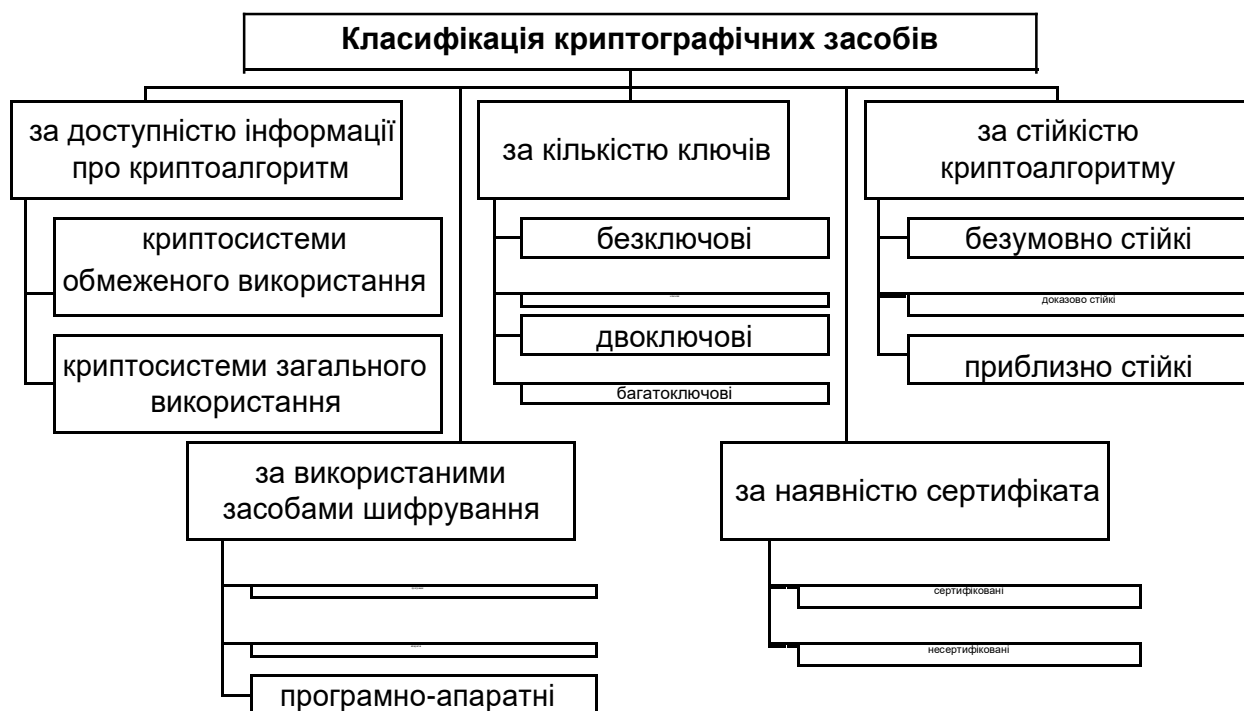 Класифікація криптографічних засобів
за доступністю інформації
про криптоалгоритм
криптосистеми
обмеженого використання
криптосистеми загального
використання
за кількістю ключів
безключові
двоключові
багатоключові
за стійкістю
криптоалгоритму
безумовно стійкі
доказово стійкі
приблизно стійкі
за використаними
засобами шифрування
програмно-апаратні
за наявністю сертифіката
сертифіковані
несертифіковані